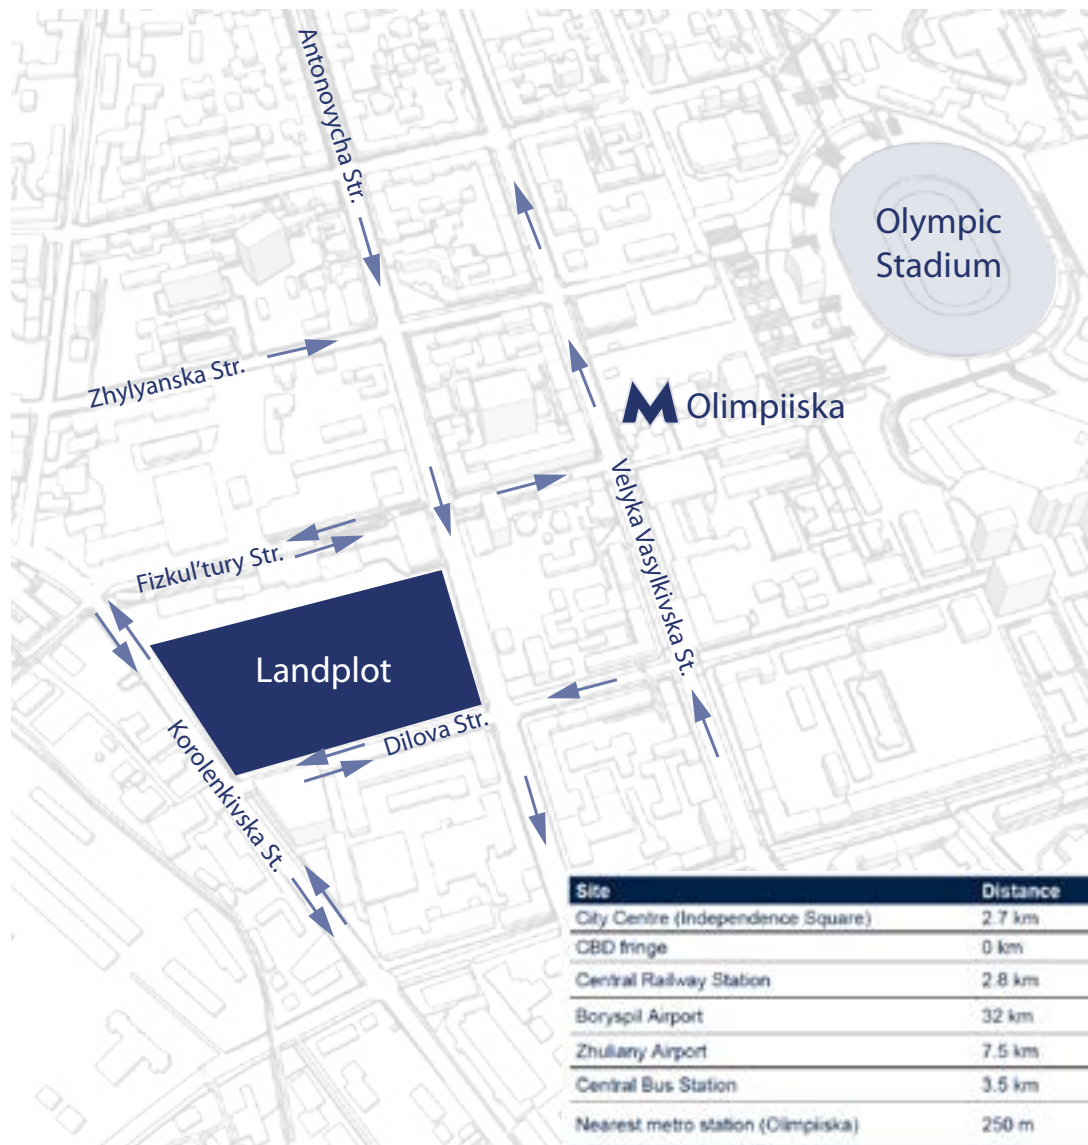 Antonovycha Str.
Olympic
Stadium
Zhylyanska Str.
M Olimpiiska
Velyka Vasylkivska St.
Fizkul'tury Str.
Landplot
Dilova Str.
Korolenkivska St.
Site Distance
City Centre (Independence Square) 2.7 km
CBD fringe 0 km
Central Railway Station 2.8 km
Boryspil Airport 32 km
Zhuliany Airport 7.5 km
Central Bus Station 3.5 km
Nearest metro station (Olimpiiska) 250 m